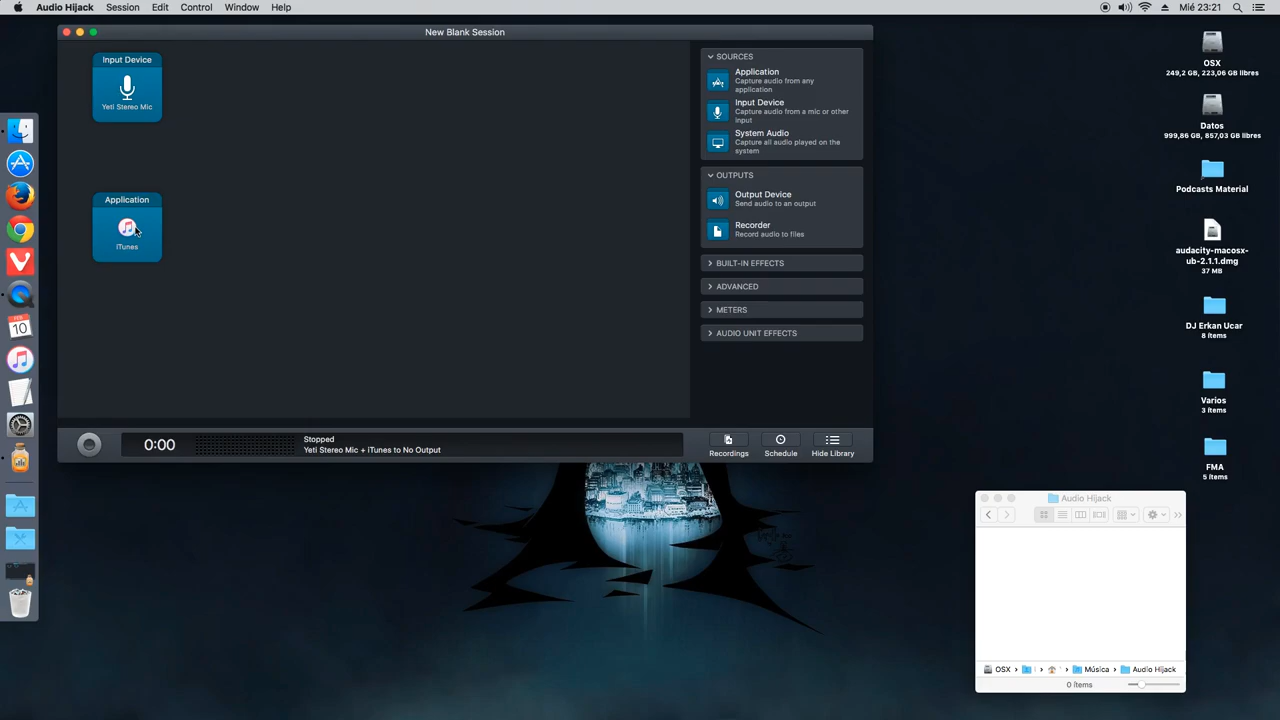 Audio Hijack Session Edit Control Window Help
Mié 23:21
New Blank Session
Input Device
Yeti Stereo Mic
Application
iTunes
SOURCES
Application
Capture audio from any
application
Input Device
Capture audio from a mic or other
input
System Audio
Capture all audio played on the
system
OUTPUTS
Output Device
Send audio to an output
Recorder
Record audio to files
BUILT-IN EFFECTS
ADVANCED
METERS
AUDIO UNIT EFFECTS
0:00
Stopped
Yeti Stereo Mic + iTunes to No Output
Recordings
Schedule
Hide Library
OSX
249,2 GB, 223,06 GB libres
Datos
999,86 GB, 857,03 GB libres
Podcasts Material
audacity-macosx-
ub-2.1.1.dmg
37 MB
DJ Erkan Ucar
8 ítems
Varios
3 ítems
FMA
5 ítems
FEB
10
Audio Hijack
OSX › › › Música › Audio Hijack
0 ítems